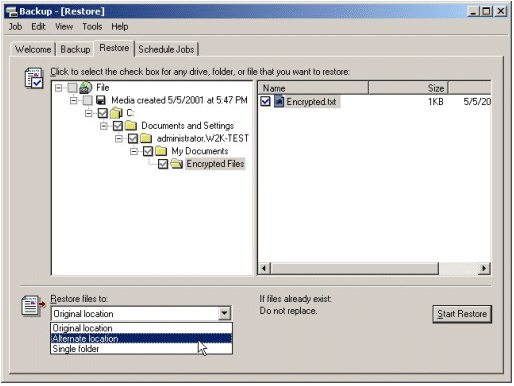 Backup - [Restore]
Job Edit View Tools Help
Welcome Backup Restore Schedule Jobs
Click to select the check box for any drive, folder, or file that you want to restore:
File
Media created 5/5/2001 at 5:47 PM
C:
Documents and Settings
administrator.W2K-TEST
My Documents
Encrypted Files
Name Size
Encrypted.txt 1KB 5/5/20
Restore files to:
Original location
Original location
Alternate location
Single folder
If files already exist:
Do not replace.
Start Restore